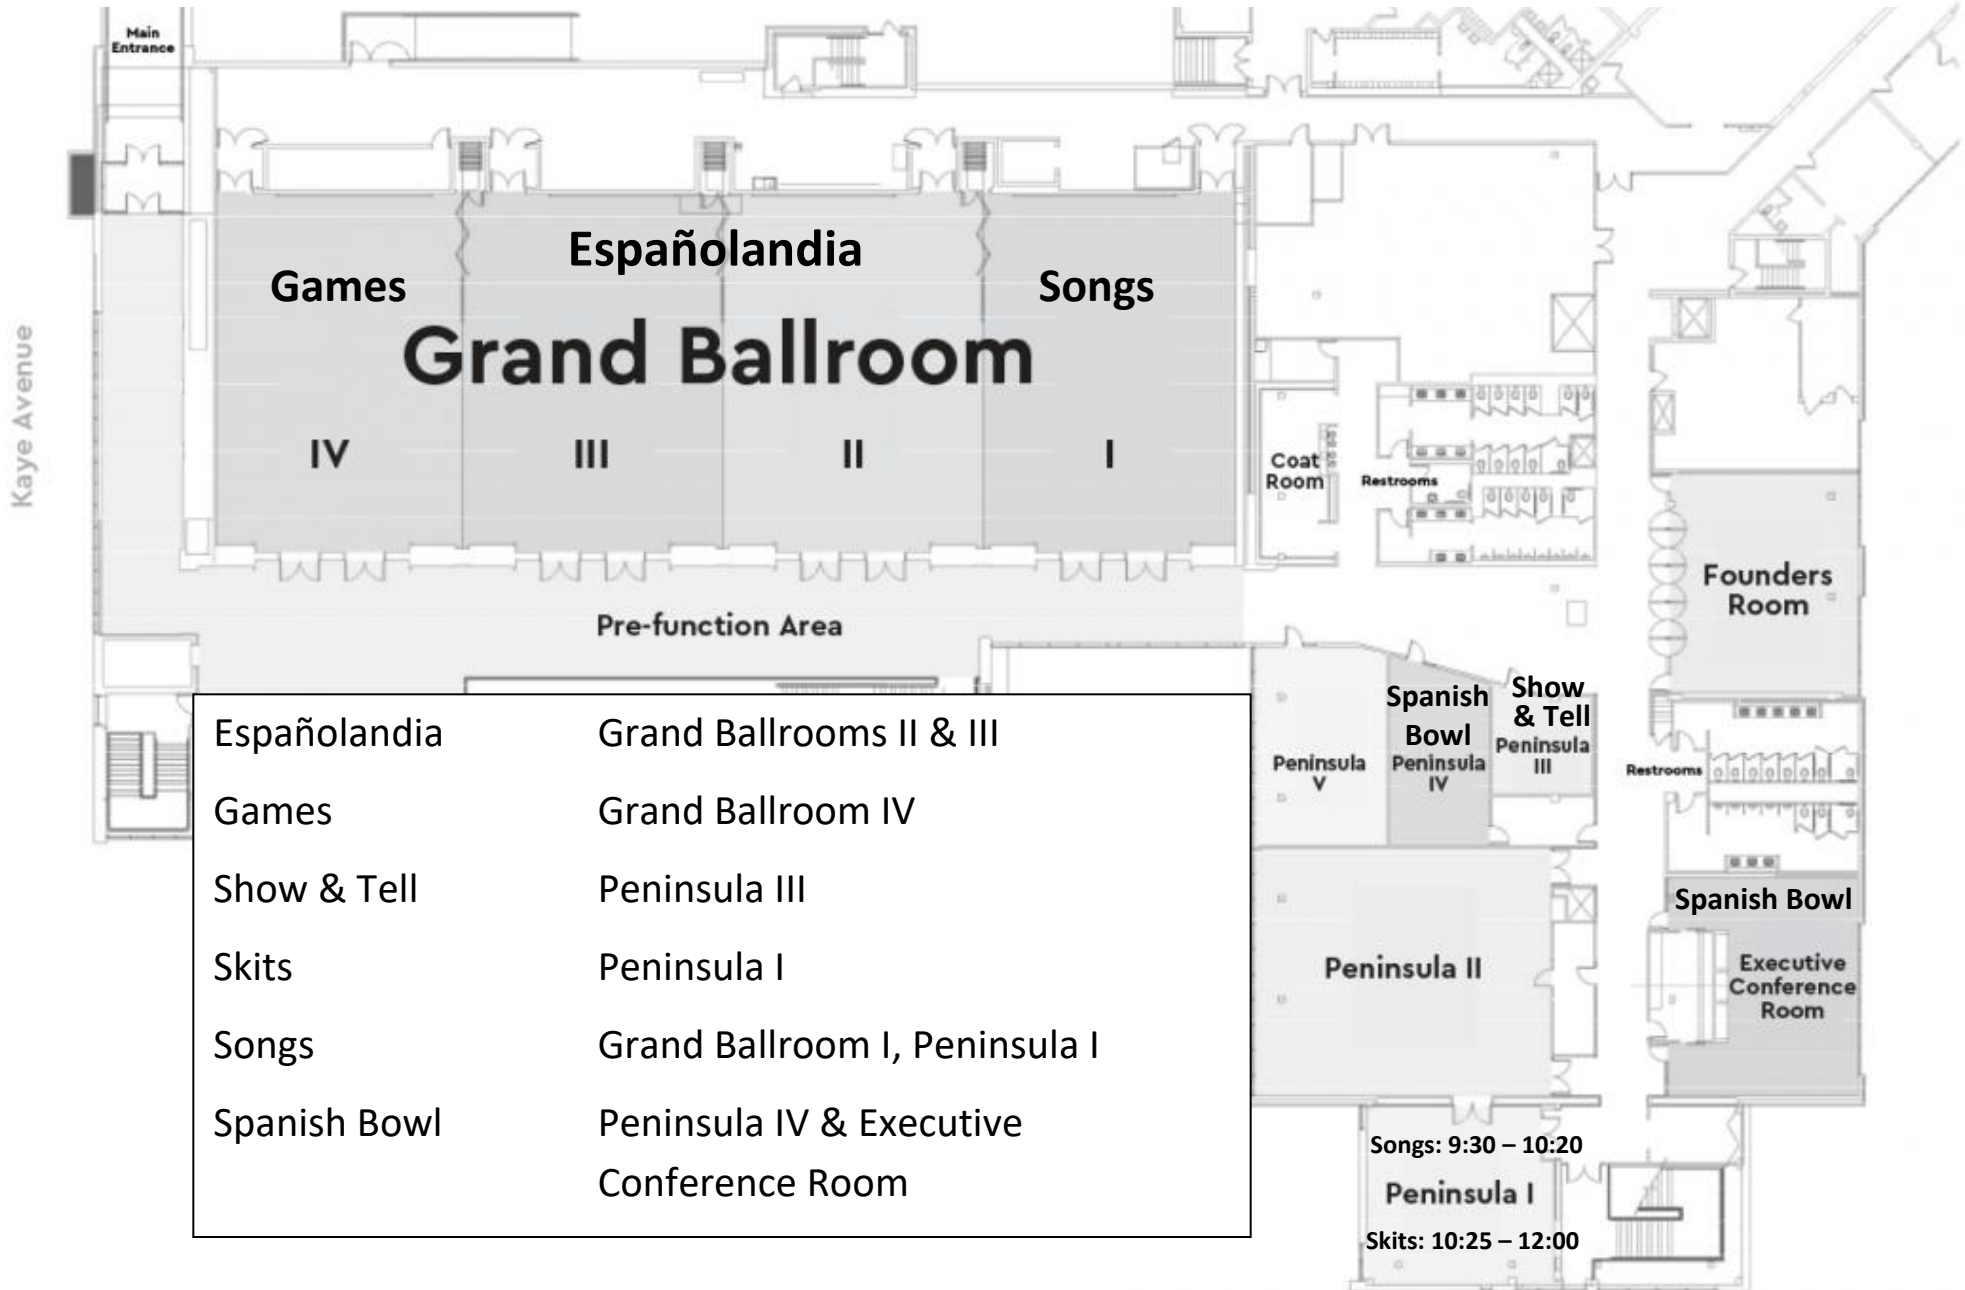 Main
Entrance
Kaye Avenue
Games
Españolandia
Songs
Grand Ballroom
IV
III
II
I
Coat
Room
Restrooms
Founders
Room
Pre-function Area
Peninsula
V
Spanish
Bowl
Peninsula
IV
Show
& Tell
Peninsula
III
Restrooms
Peninsula II
Spanish Bowl
Executive
Conference
Room
Songs: 9:30 – 10:20
Peninsula I
Skits: 10:25 – 12:00
Españolandia Grand Ballrooms II & III
Games Grand Ballroom IV
Show & Tell Peninsula III
Skits Peninsula I
Songs Grand Ballroom I, Peninsula I
Spanish Bowl Peninsula IV & Executive
Conference Room